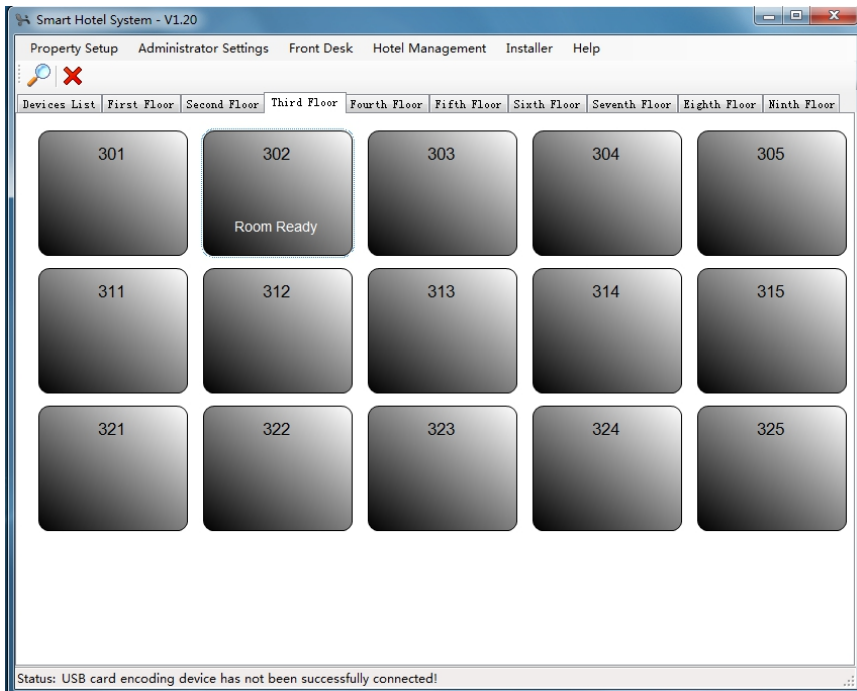 Smart Hotel System - V1.20
Property Setup Administrator Settings Front Desk Hotel Management Installer Help
Devices List First Floor Second Floor Third Floor Fourth Floor Fifth Floor Sixth Floor Seventh Floor Eighth Floor Ninth Floor
301 302 303 304 305
Room Ready
311 312 313 314 315
321 322 323 324 325
Status: USB card encoding device has not been successfully connected!